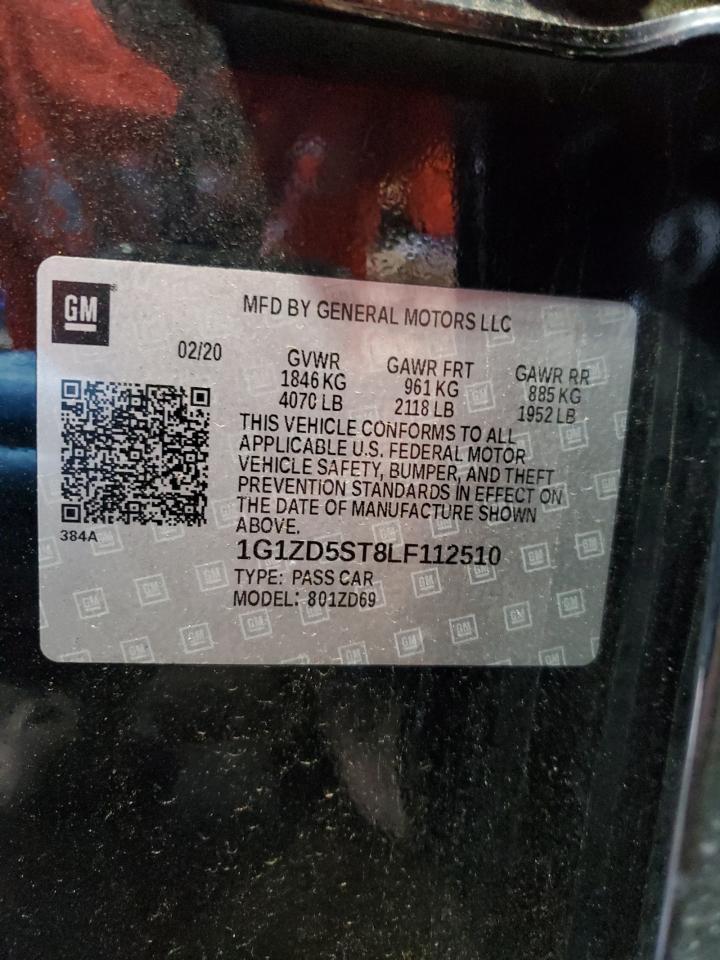 GM
MFD BY GENERAL MOTORS LLC
02/20
GVWR
1846 KG
4070 LB
GAWR FRT
961 KG
2118 LB
GAWR RR
885 KG
1952 LB
THIS VEHICLE CONFORMS TO ALL
APPLICABLE U.S. FEDERAL MOTOR
VEHICLE SAFETY, BUMPER, AND THEFT
PREVENTION STANDARDS IN EFFECT ON
THE DATE OF MANUFACTURE SHOWN
ABOVE.
384A
1G1ZD5ST8LF112510
TYPE: PASS CAR
MODEL: 801ZD69